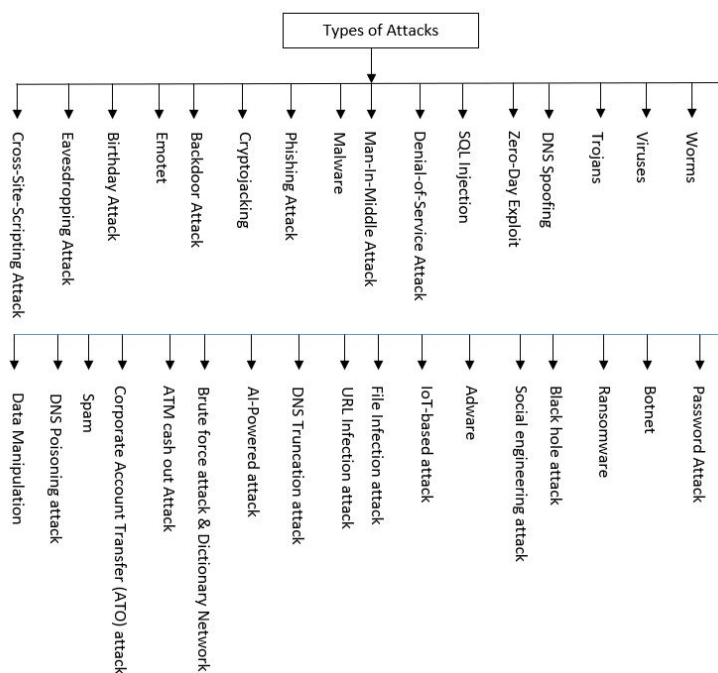 Types of Attacks
Cross-Site-Scripting Attack
Eavesdropping Attack
Birthday Attack
Emotet
Backdoor Attack
Cryptojacking
Phishing Attack
Malware
Man-In-Middle Attack
Denial-of-Service Attack
SQL Injection
Zero-Day Exploit
DNS Spoofing
Trojans
Viruses
Worms
Data Manipulation
DNS Poisoning attack
Spam
Corporate Account Transfer (ATO) attack
ATM cash out Attack
Brute force attack & Dictionary Network
AI-Powered attack
DNS Truncation attack
URL Infection attack
File Infection attack
IoT-based attack
Adware
Social engineering attack
Black hole attack
Ransomware
Botnet
Password Attack